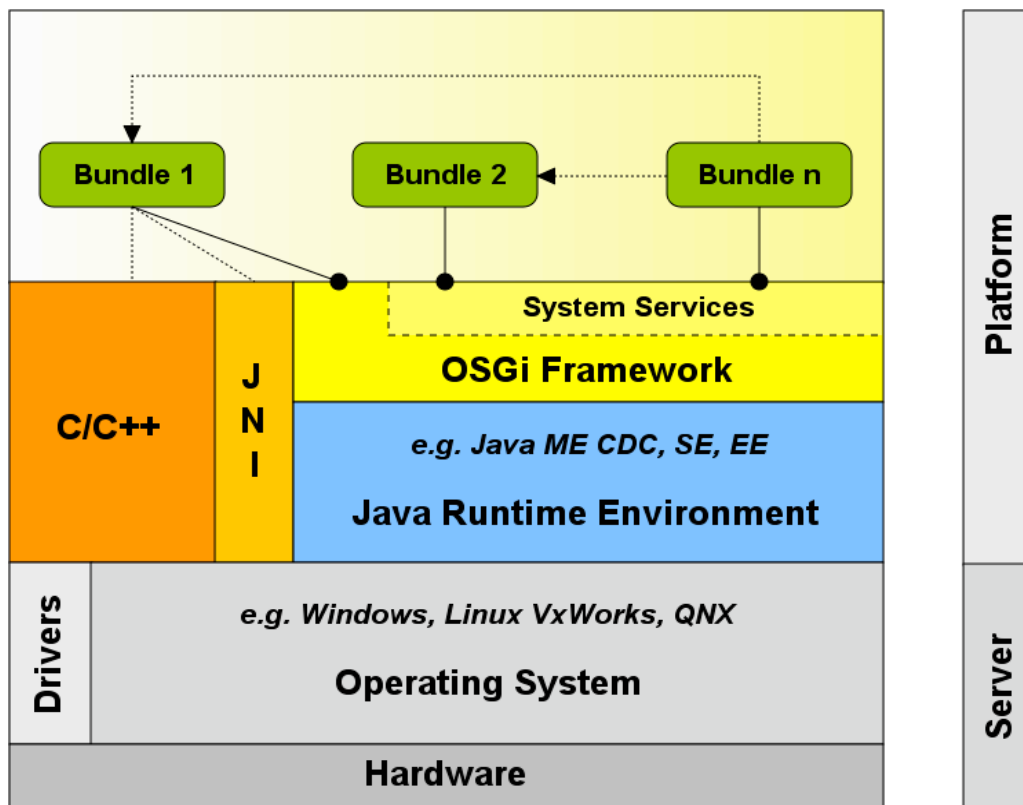 Bundle 1
Bundle 2
Bundle n
System Services
OSGi Framework
C/C++
J
N
I
e.g. Java ME CDC, SE, EE
Java Runtime Environment
Drivers
e.g. Windows, Linux VxWorks, QNX
Operating System
Hardware
Platform
Server